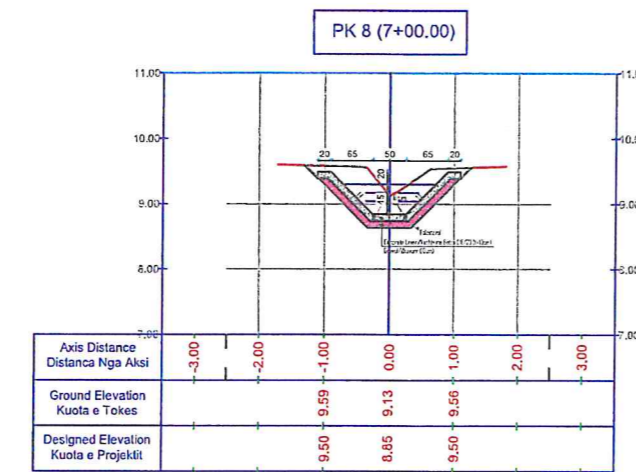 PK 8 (7+00.00)
11.00
10.00
9.00
8.00
7.00
20 65 50 65 20
20
45
Axis Distance
Distanca Nga Aksi
-3.00 -2.00 -1.00 0.00 1.00 2.00 3.00
Ground Elevation
Kuota e Tokes
9.59 9.13 9.56
Designed Elevation
Kuota e Projektit
9.50 8.85 9.50